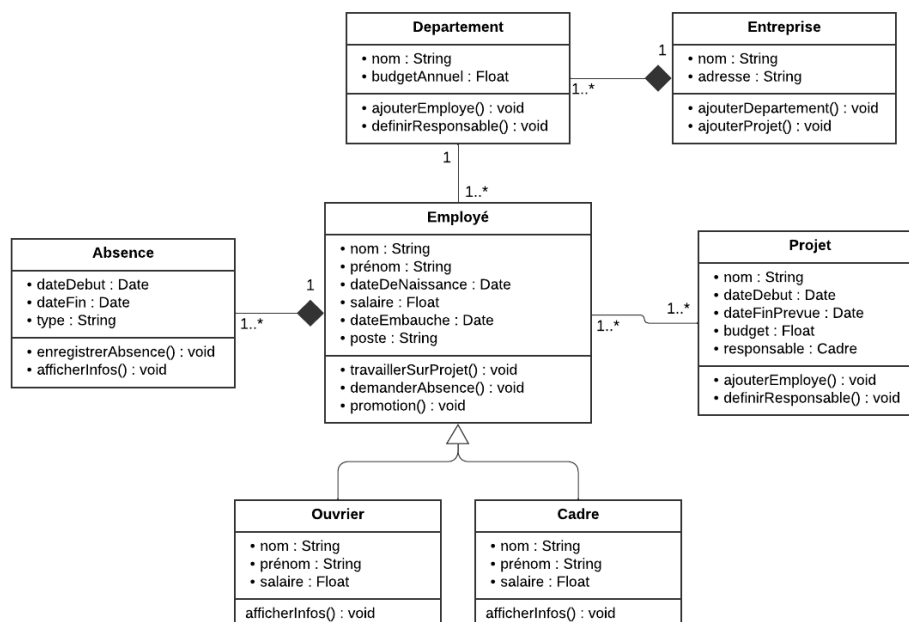 Departement
• nom : String
• budgetAnnuel : Float
• ajouterEmploye() : void
• definirResponsable() : void
Entreprise
• nom : String
• adresse : String
• ajouterDepartement() : void
• ajouterProjet() : void
1
1..*
1
1..*
Employé
• nom : String
• prénom : String
• dateDeNaissance : Date
• salaire : Float
• dateEmbauche : Date
• poste : String
• travaillerSurProjet() : void
• demanderAbsence() : void
• promotion() : void
Absence
• dateDebut : Date
• dateFin : Date
• type : String
• enregistrerAbsence() : void
• afficherInfos() : void
1
1..*
Projet
• nom : String
• dateDebut : Date
• dateFinPrevue : Date
• budget : Float
• responsable : Cadre
• ajouterEmploye() : void
• definirResponsable() : void
1..*
1..*
Ouvrier
• nom : String
• prénom : String
• salaire : Float
afficherInfos() : void
Cadre
• nom : String
• prénom : String
• salaire : Float
afficherInfos() : void